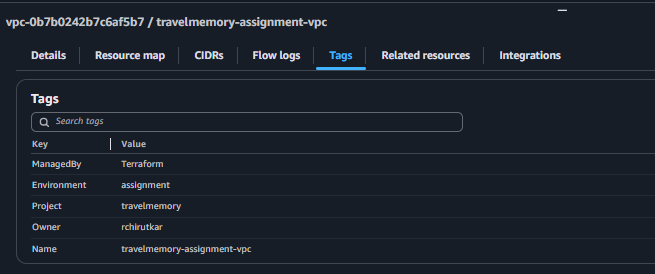 vpc-0b7b0242b7c6af5b7 / travelmemory-assignment-vpc
Details Resource map CIDRs Flow logs Tags Related resources Integrations
Tags
Search tags
Key Value
ManagedBy Terraform
Environment assignment
Project travelmemory
Owner rchirutkar
Name travelmemory-assignment-vpc